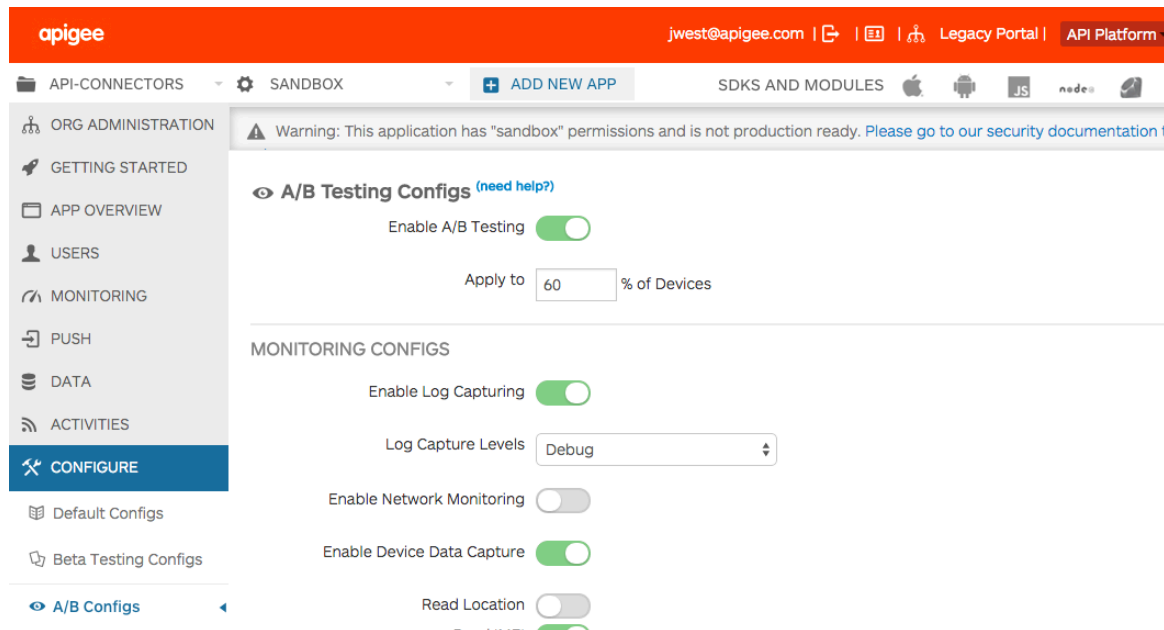 apigee
jwest@apigee.com | | | Legacy Portal | API Platform
API-CONNECTORS
SANDBOX
ADD NEW APP
SDKS AND MODULES
JS
node
ORG ADMINISTRATION
GETTING STARTED
APP OVERVIEW
USERS
MONITORING
PUSH
DATA
ACTIVITIES
CONFIGURE
Default Configs
Beta Testing Configs
A/B Configs
Warning: This application has "sandbox" permissions and is not production ready. Please go to our security documentation
A/B Testing Configs (need help?)
Enable A/B Testing
Apply to 60 % of Devices
MONITORING CONFIGS
Enable Log Capturing
Log Capture Levels Debug
Enable Network Monitoring
Enable Device Data Capture
Read Location